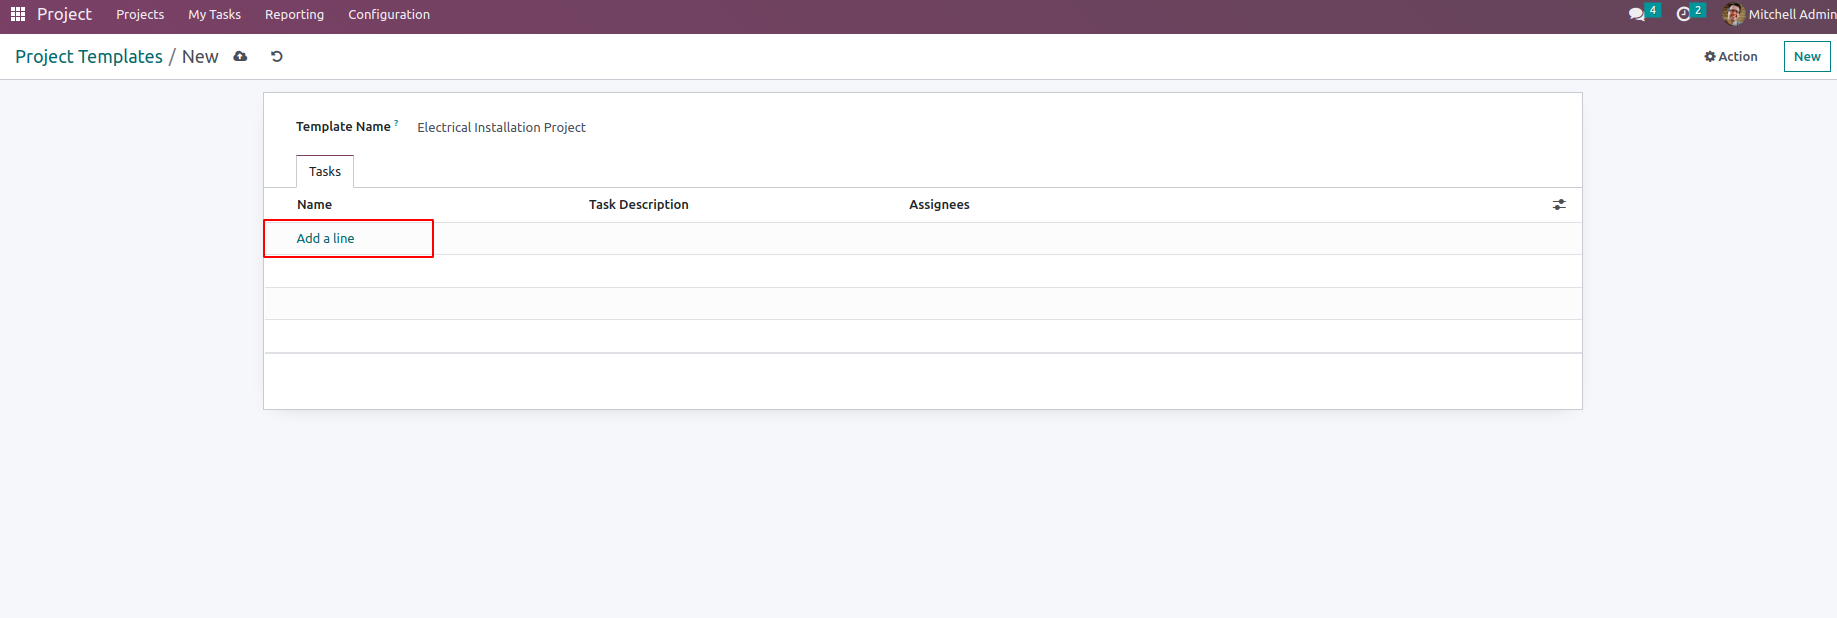 Project Projects My Tasks Reporting Configuration 4 2 Mitchell Admin
Project Templates / New Action New
Template Name ? Electrical Installation Project
Tasks
Name Task Description Assignees
Add a line